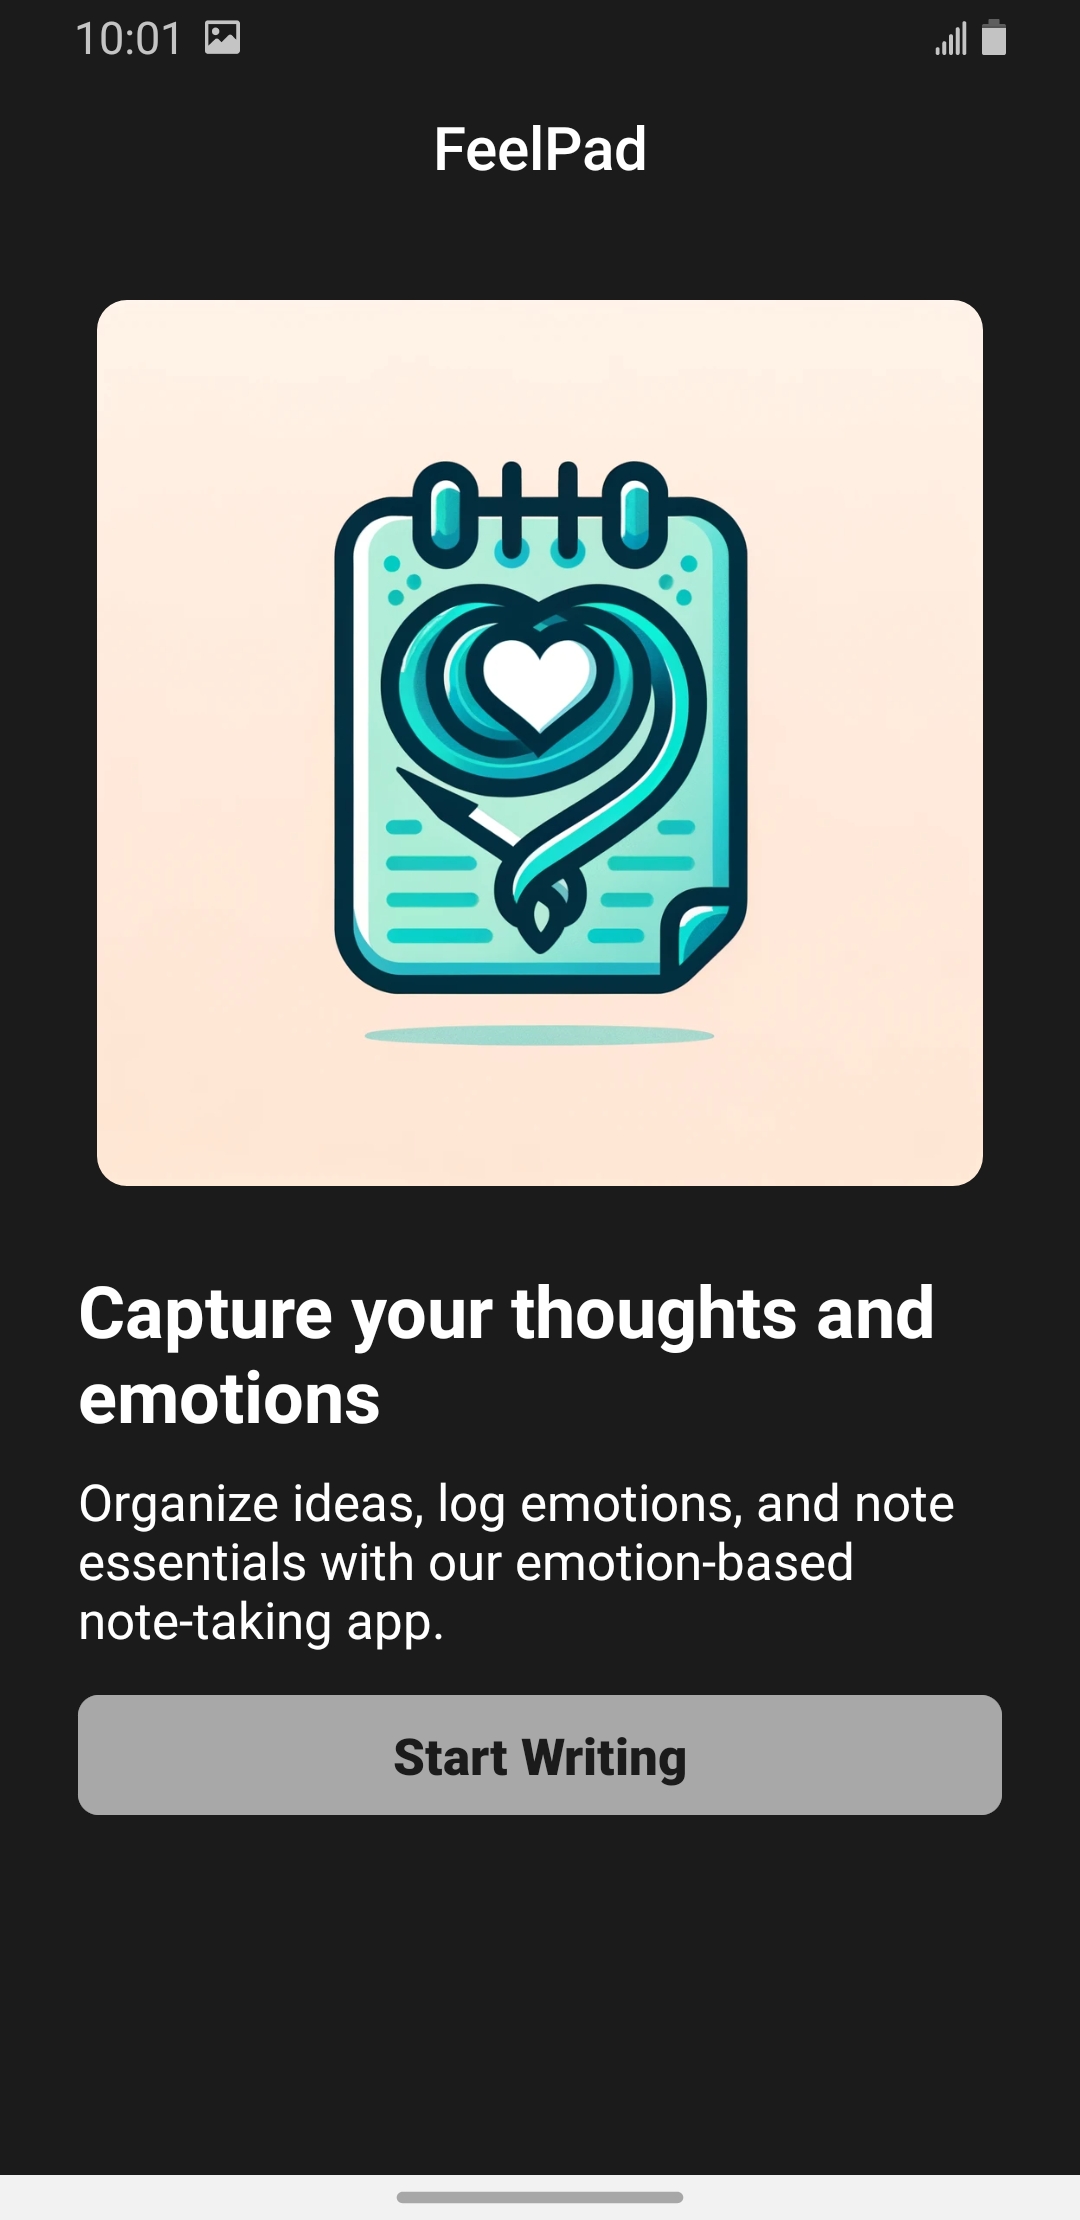 10:01
FeelPad
Capture your thoughts and
emotions
Organize ideas, log emotions, and note
essentials with our emotion-based
note-taking app.
Start Writing